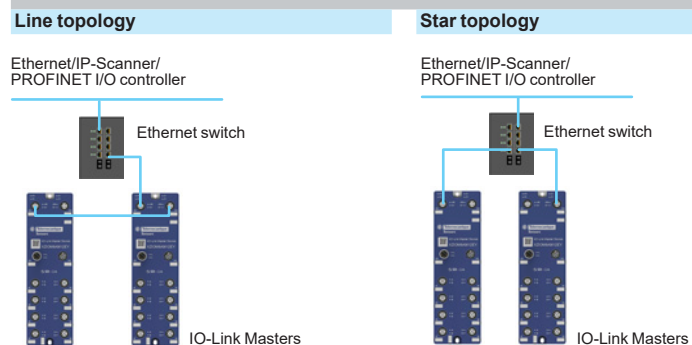 Line topology
Ethernet/IP-Scanner/
PROFINET I/O controller
Ethernet switch
IO-Link Masters
Star topology
Ethernet/IP-Scanner/
PROFINET I/O controller
Ethernet switch
IO-Link Masters